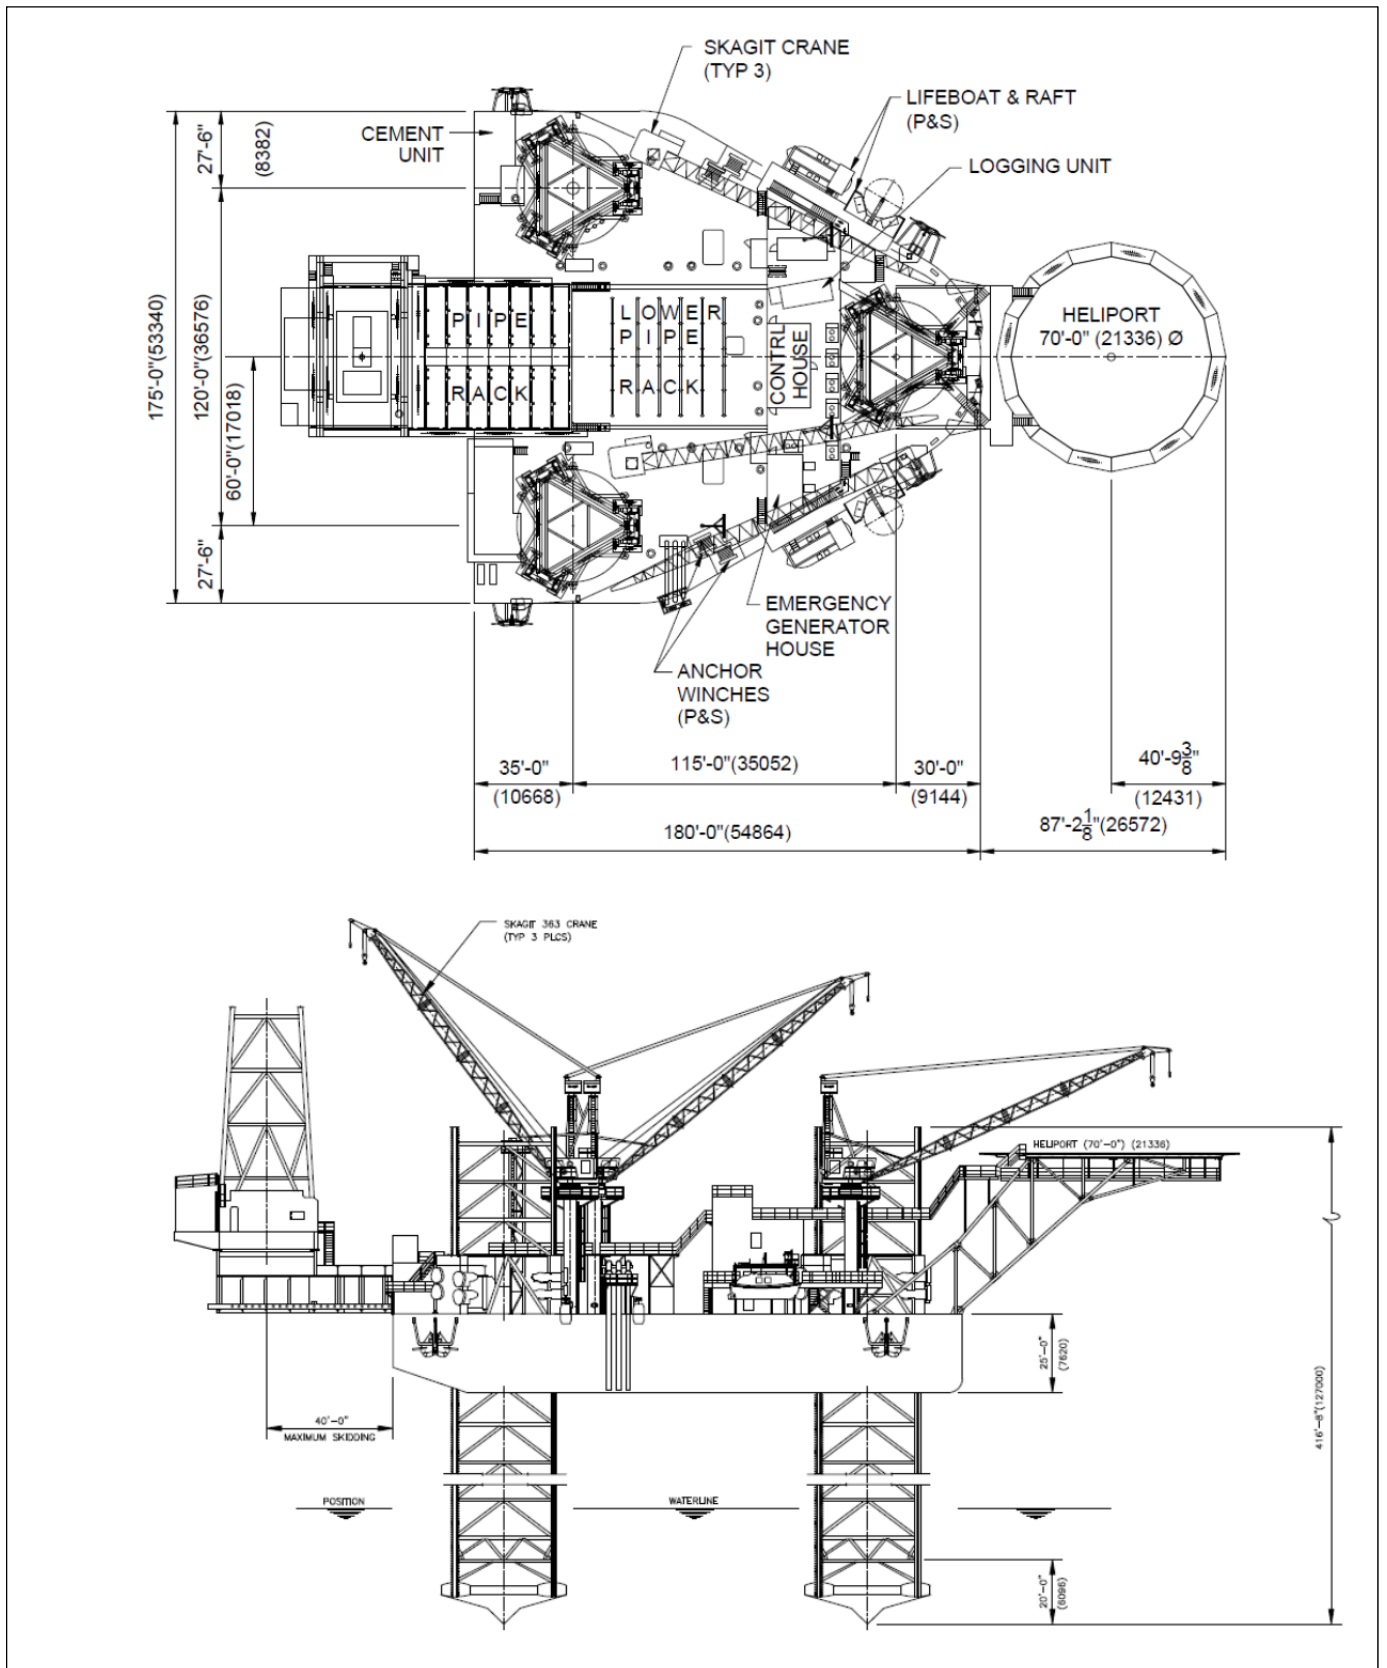 SKAGIT CRANE
(TYP 3)
LIFEBOAT & RAFT
(P&S)
CEMENT
UNIT
LOGGING UNIT
27'-6"
(8382)
175'-0"(53340)
120'-0"(36576)
60'-0"(17018)
27'-6"
PIPE
RACK
LOWER
PIPE
RACK
CONTRL
HOUSE
HELIPORT
70'-0" (21336) Ø
EMERGENCY
GENERATOR
HOUSE
ANCHOR
WINCHES
(P&S)
35'-0"
(10668)
115'-0"(35052)
30'-0"
(9144)
40'-9 3/8"
(12431)
180'-0"(54864)
87'-2 1/8"(26572)
SKAGIT 363 CRANE
(TYP 3 PLCS)
HELIPORT (70'-0") (21336)
25'-0"
(7620)
416'-8"(127000)
40'-0"
MAXIMUM SKIDDING
POSITION
WATERLINE
20'-0"
(6096)